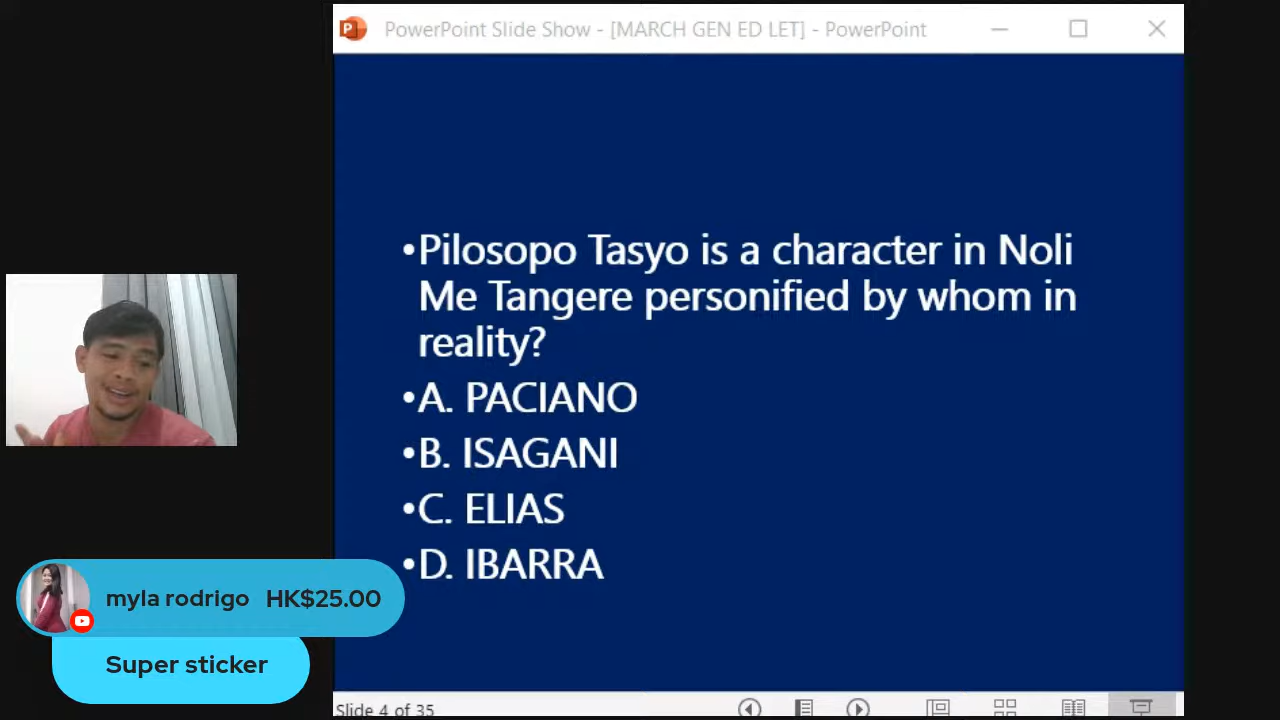 PowerPoint Slide Show - [MARCH GEN ED LET] - PowerPoint
•Pilosopo Tasyo is a character in Noli
Me Tangere personified by whom in
reality?
•A. PACIANO
•B. ISAGANI
•C. ELIAS
•D. IBARRA
myla rodrigo HK$25.00
Super sticker
Slide 4 of 35